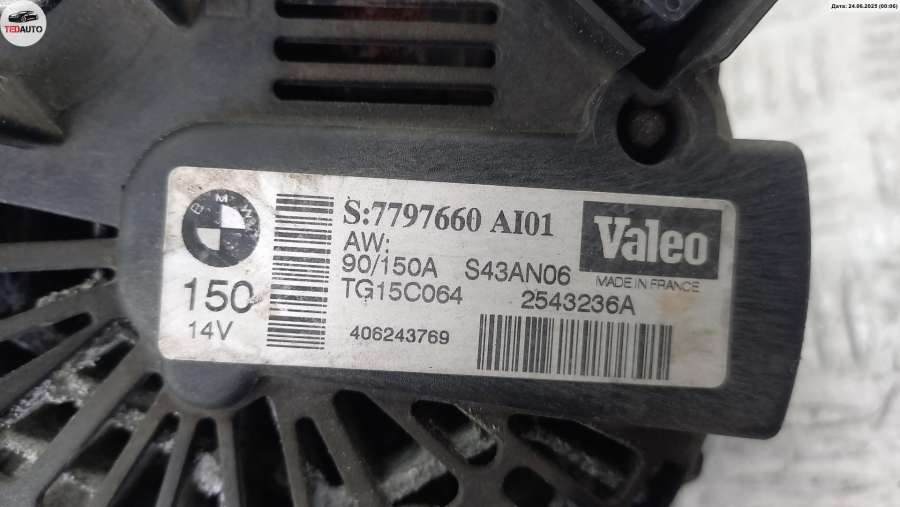 TEDAUTO
Дата: 24.06.2025 (00:06)
BMW
150
14V
S:7797660 AI01
AW:
90/150A S43AN06
TG15C064
2543236A
406243769
Valeo
MADE IN FRANCE